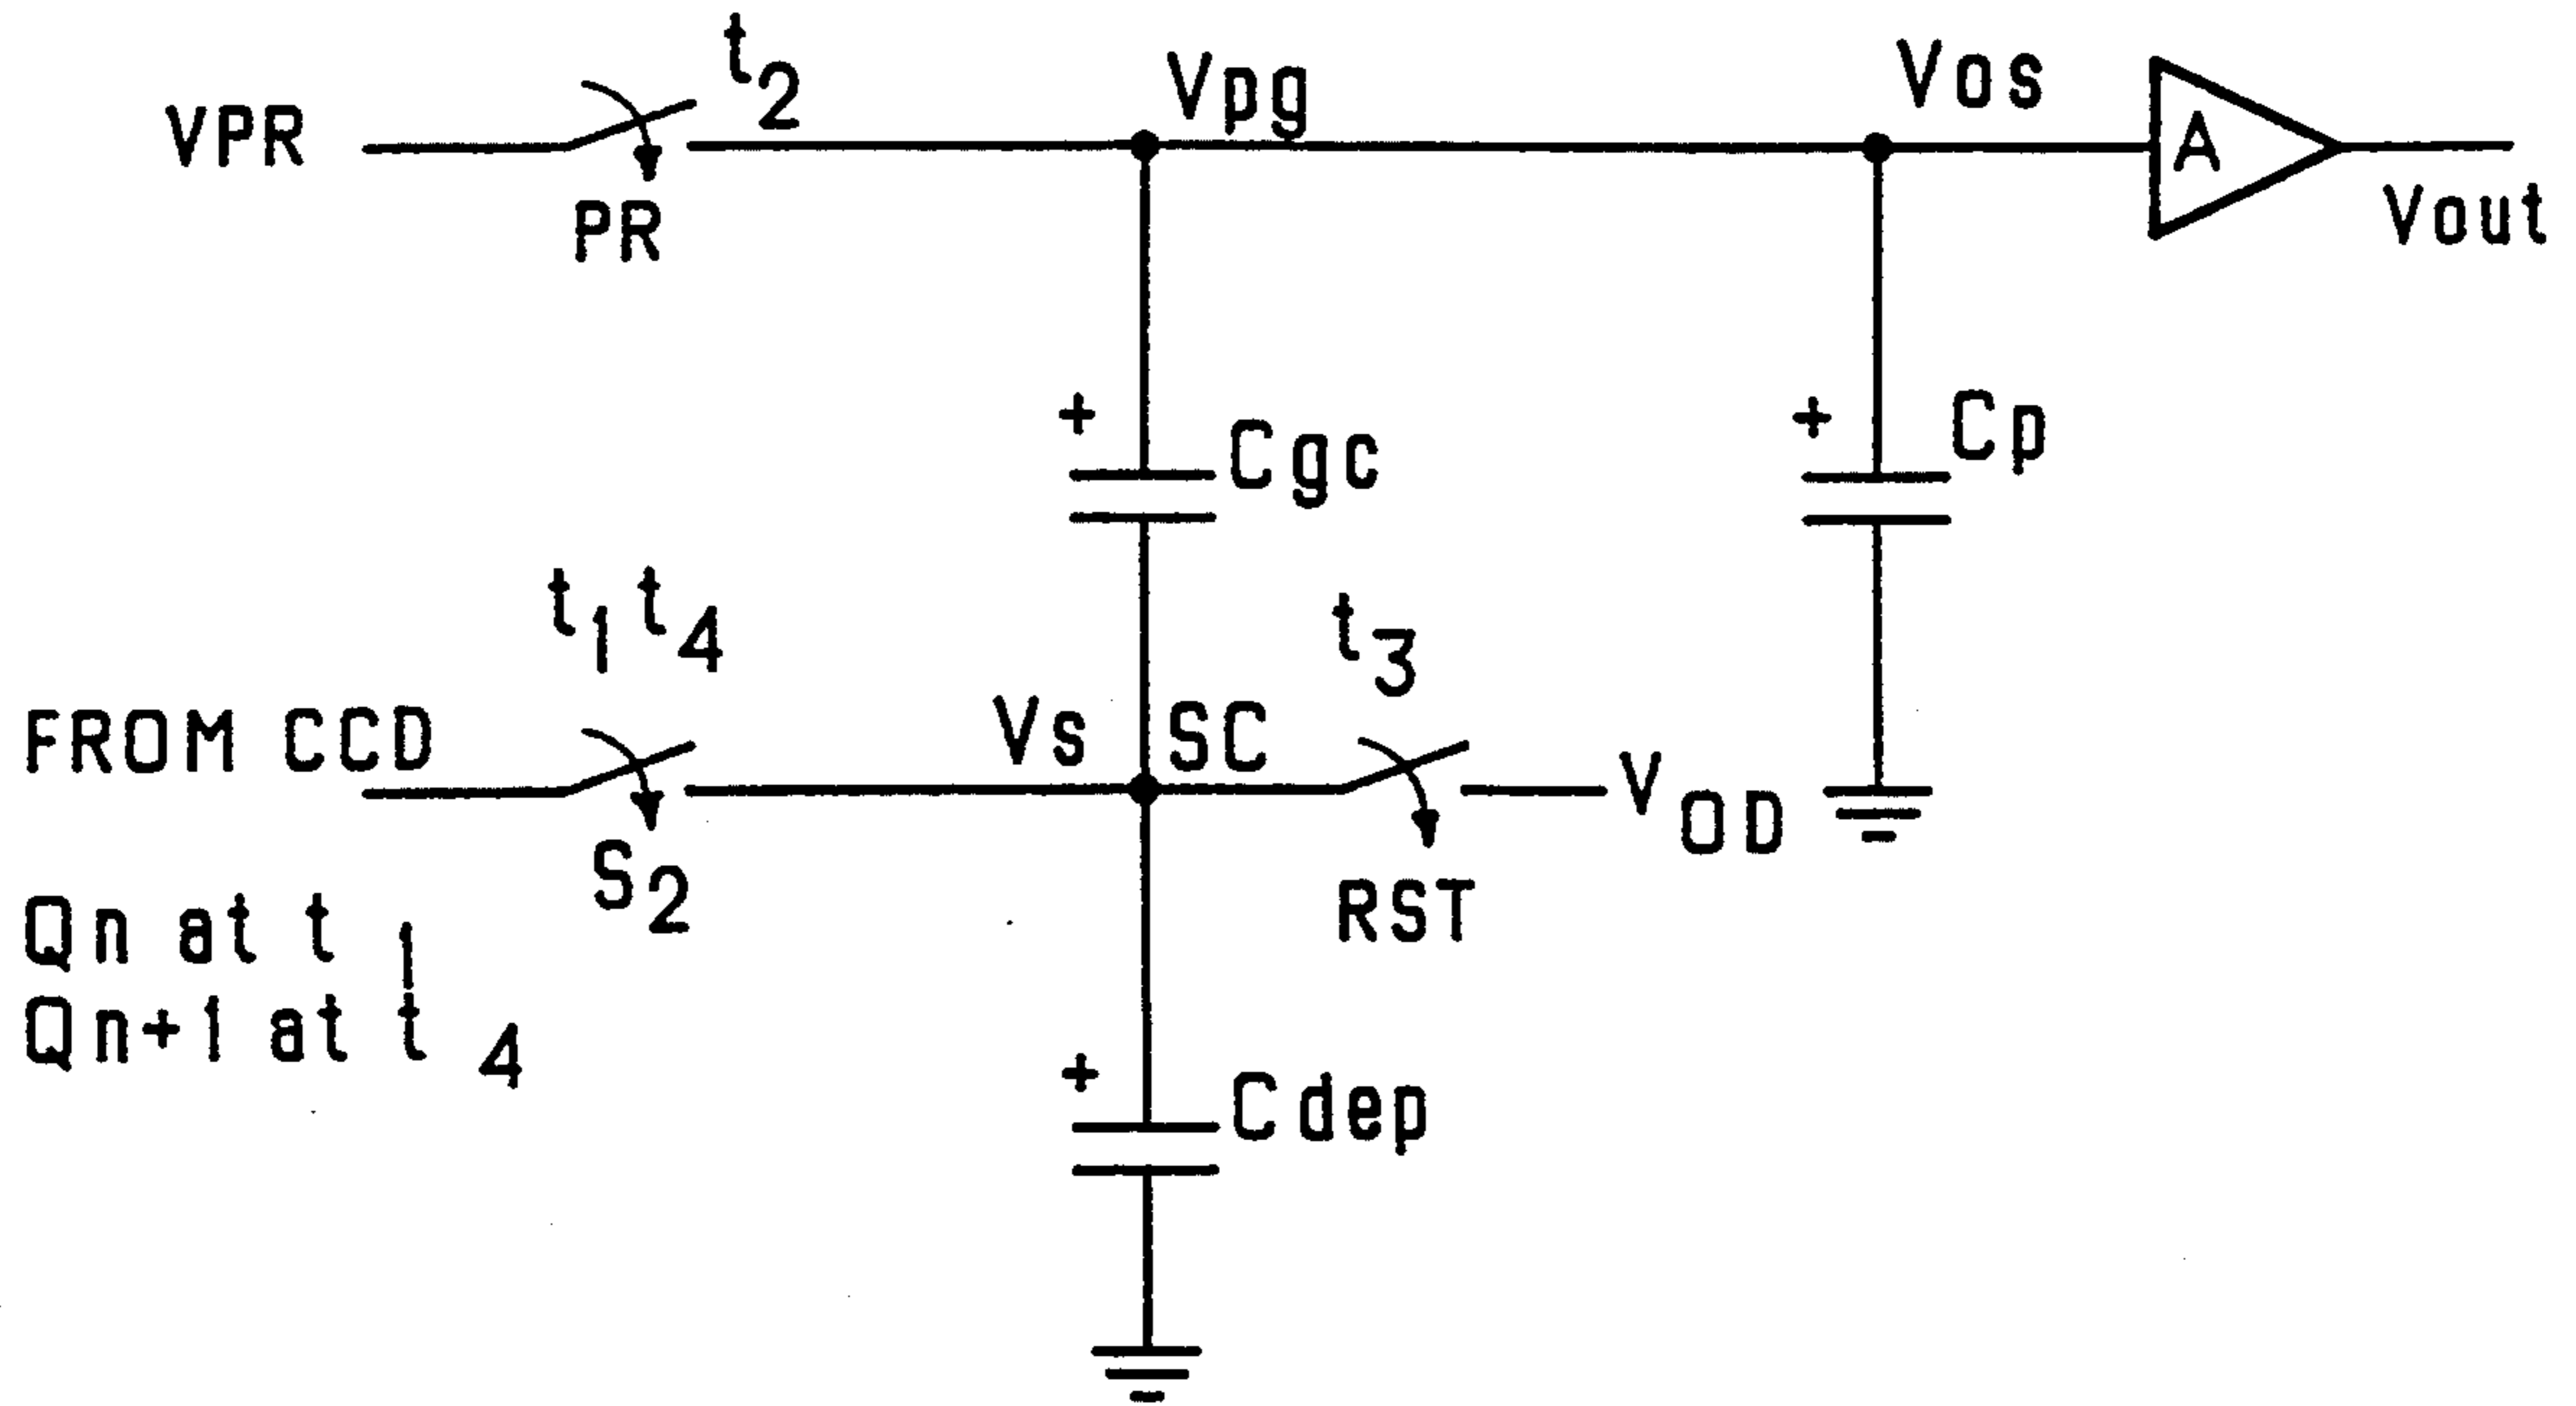 t2
VPR
PR
Vpg
Vos
A
Vout
+
Cgc
+
Cp
t1 t4
t3
FROM CCD
Vs
SC
VOD
S2
RST
Qn at t1
Qn+1 at t4
+
Cdep